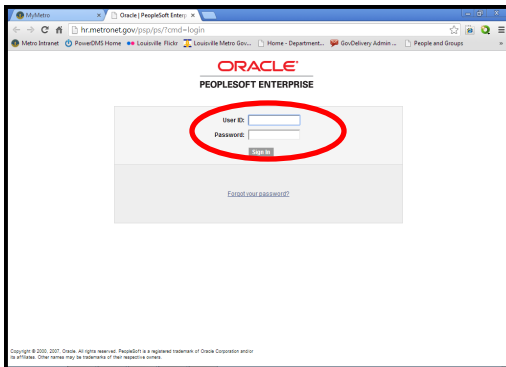 MyMetro
Oracle | PeopleSoft Enterp
hr.metronet.gov/psp/ps/?cmd=login
Metro Intranet PowerDMS Home Louisville Flickr Louisville Metro Gov... Home - Department... GovDelivery Admin ... People and Groups »
ORACLE
PEOPLESOFT ENTERPRISE
User ID:
Password:
Sign In
Forgot your password?
Copyright © 2000, 2007, Oracle. All rights reserved. PeopleSoft is a registered trademark of Oracle Corporation and/or
its affiliates. Other names may be trademarks of their respective owners.